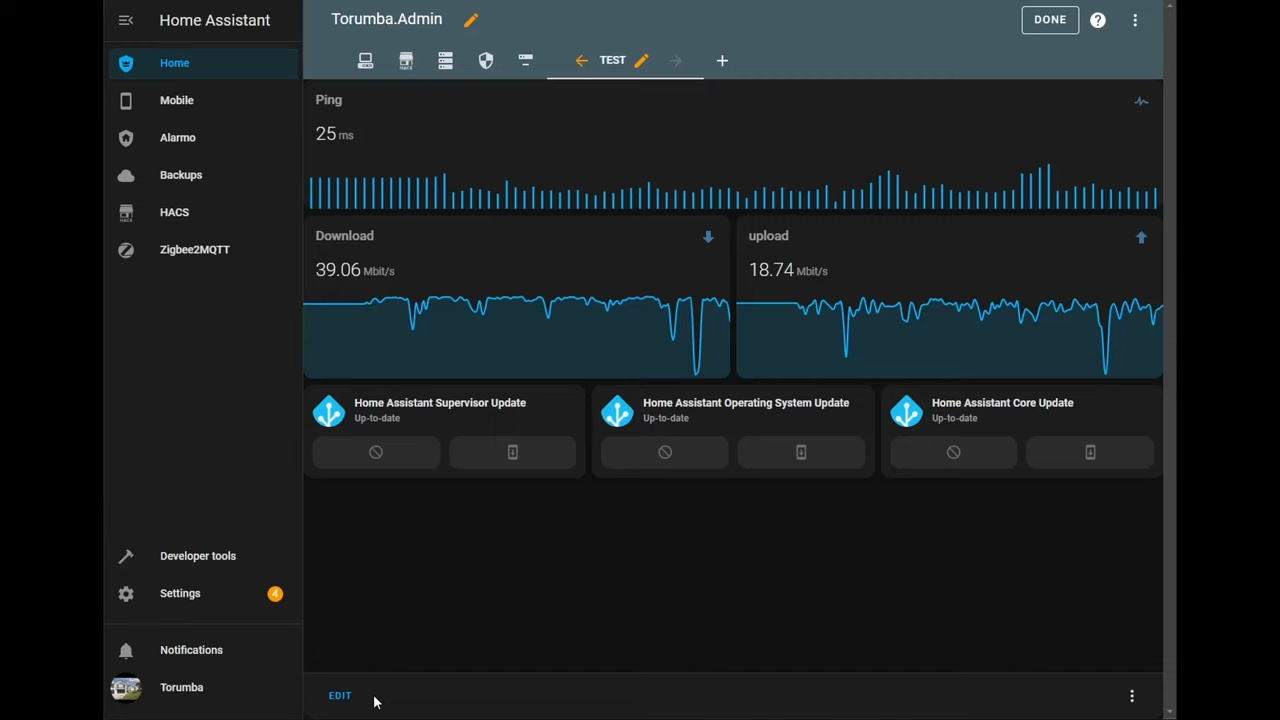 Home Assistant
Home
Mobile
Alarmo
Backups
HACS
HACS
Zigbee2MQTT
Developer tools
Settings
4
Notifications
Torumba
Torumba.Admin
DONE
HACS
TEST
Ping
25 ms
Download
39.06 Mbit/s
upload
18.74 Mbit/s
Home Assistant Supervisor Update
Up-to-date
Home Assistant Operating System Update
Up-to-date
Home Assistant Core Update
Up-to-date
EDIT